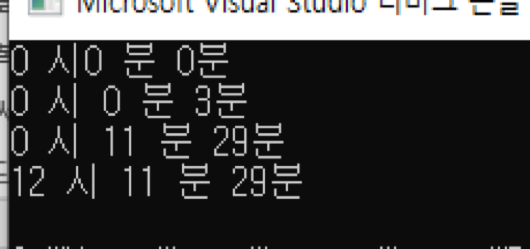 Microsoft Visual Studio 디버그 콘솔
0 시0 분 0분
0 시 0 분 3분
0 시 11 분 29분
12 시 11 분 29분